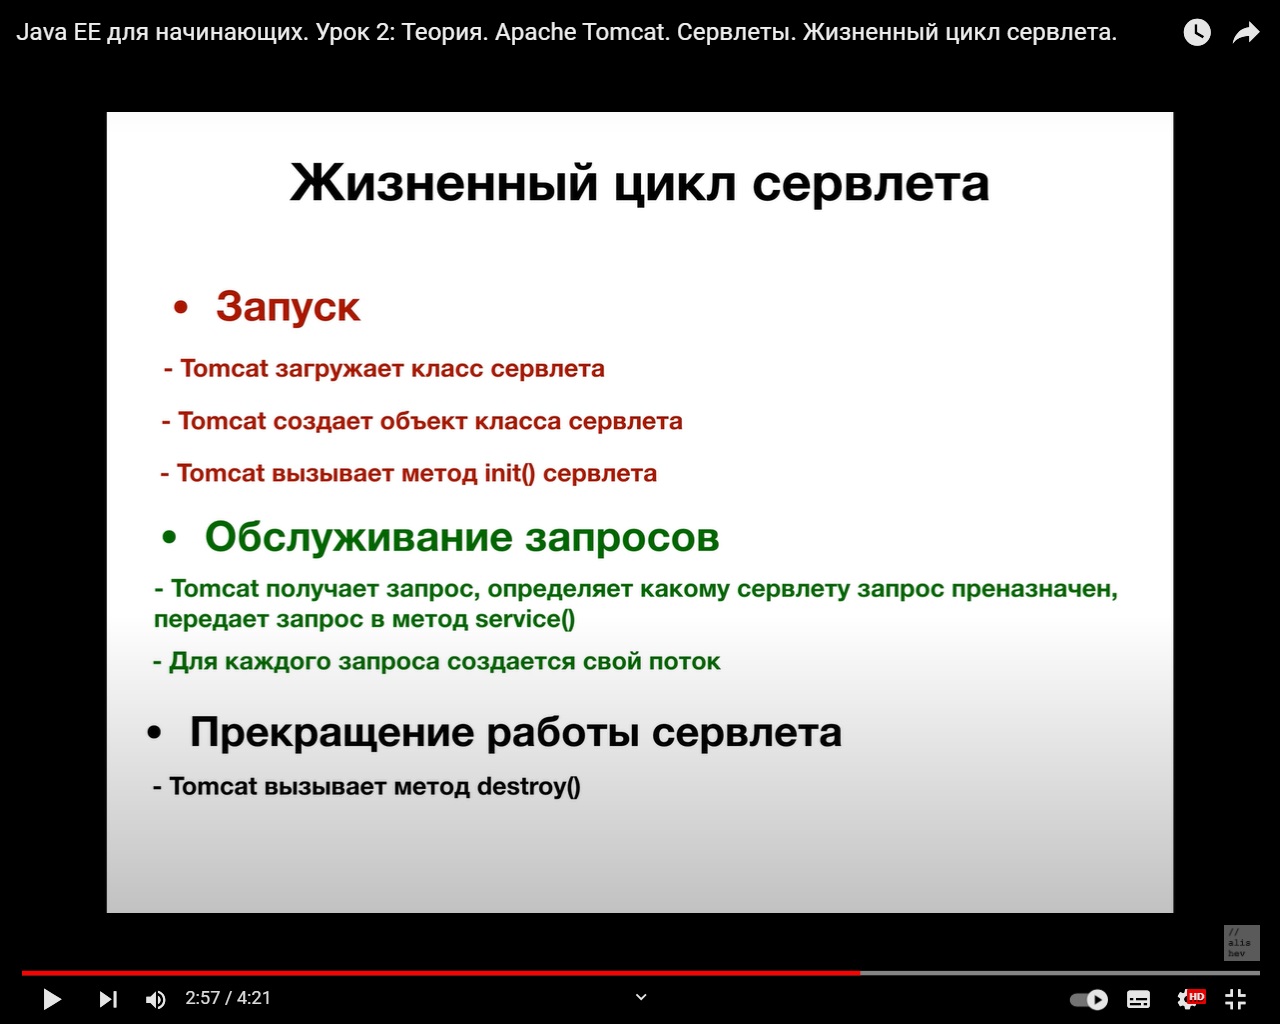 Java EE для начинающих. Урок 2: Теория. Apache Tomcat. Сервлеты. Жизненный цикл сервлета.
Жизненный цикл сервлета
• Запуск
- Tomcat загружает класс сервлета
- Tomcat создает объект класса сервлета
- Tomcat вызывает метод init() сервлета
• Обслуживание запросов
- Tomcat получает запрос, определяет какому сервлету запрос преназначен,
передает запрос в метод service()
- Для каждого запроса создается свой поток
• Прекращение работы сервлета
- Tomcat вызывает метод destroy()
//
alis
hev
2:57 / 4:21
HD